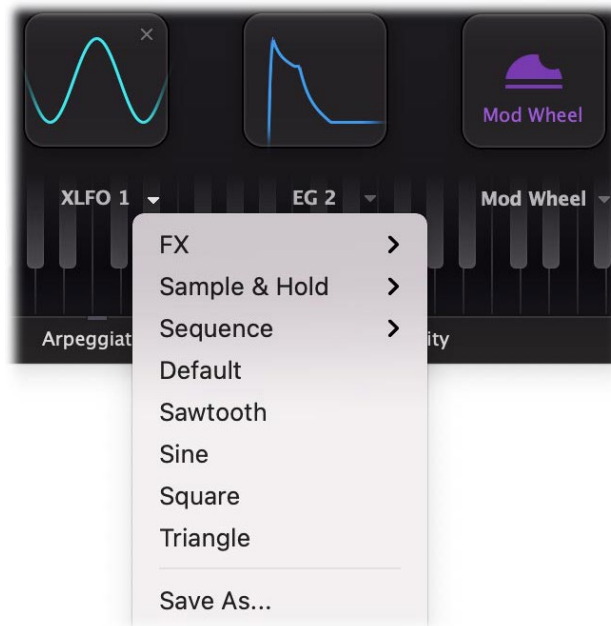 Mod Wheel
XLFO 1
EG 2
Mod Wheel
FX
Sample & Hold
Sequence
Default
Sawtooth
Sine
Square
Triangle
Save As...
Arpeggiat
ity